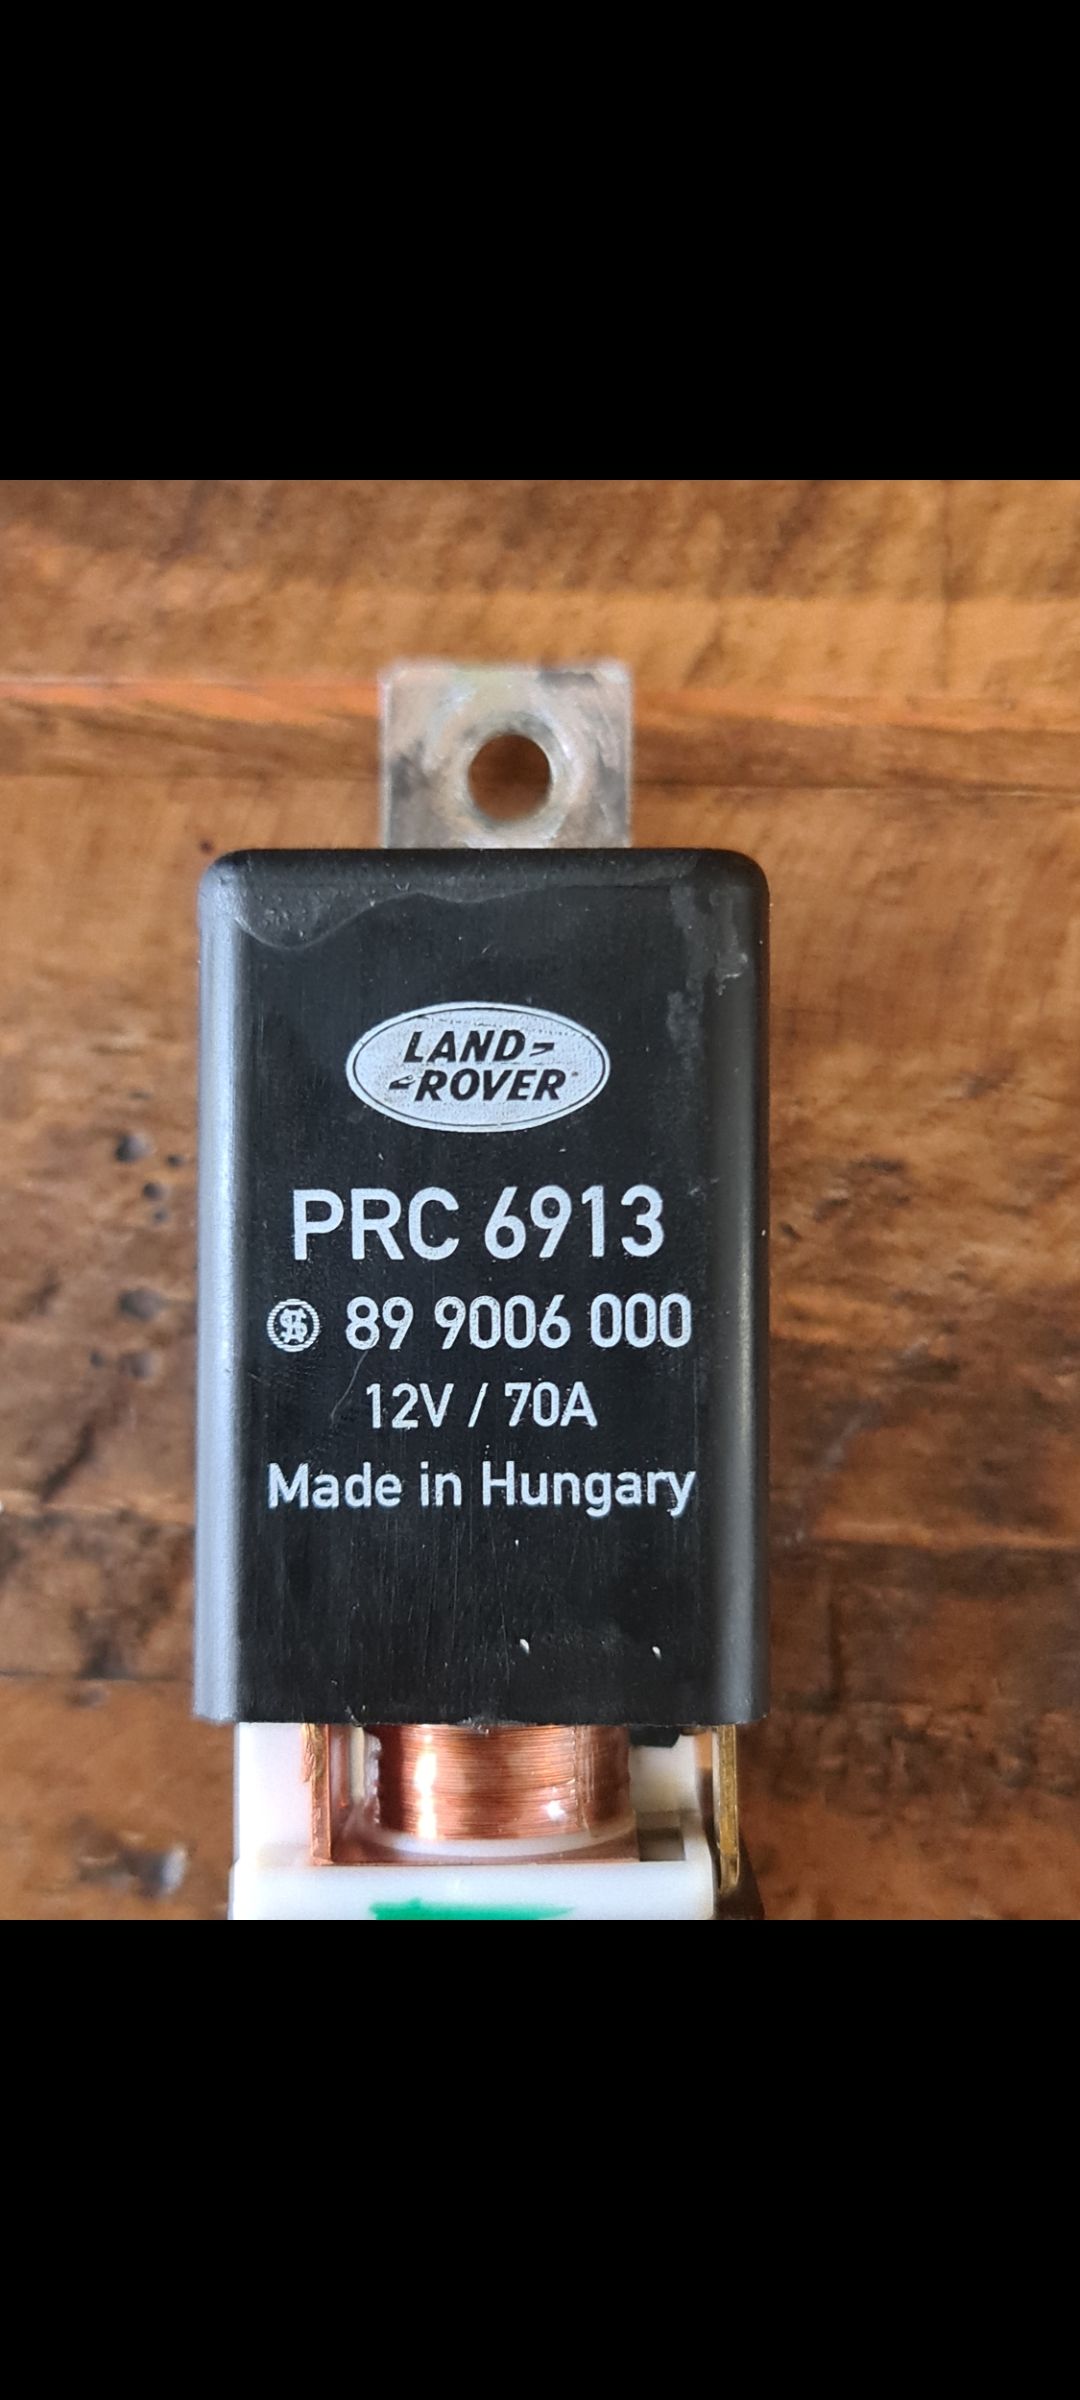 LAND-
-ROVER
PRC 6913
89 9006 000
12V / 70A
Made in Hungary